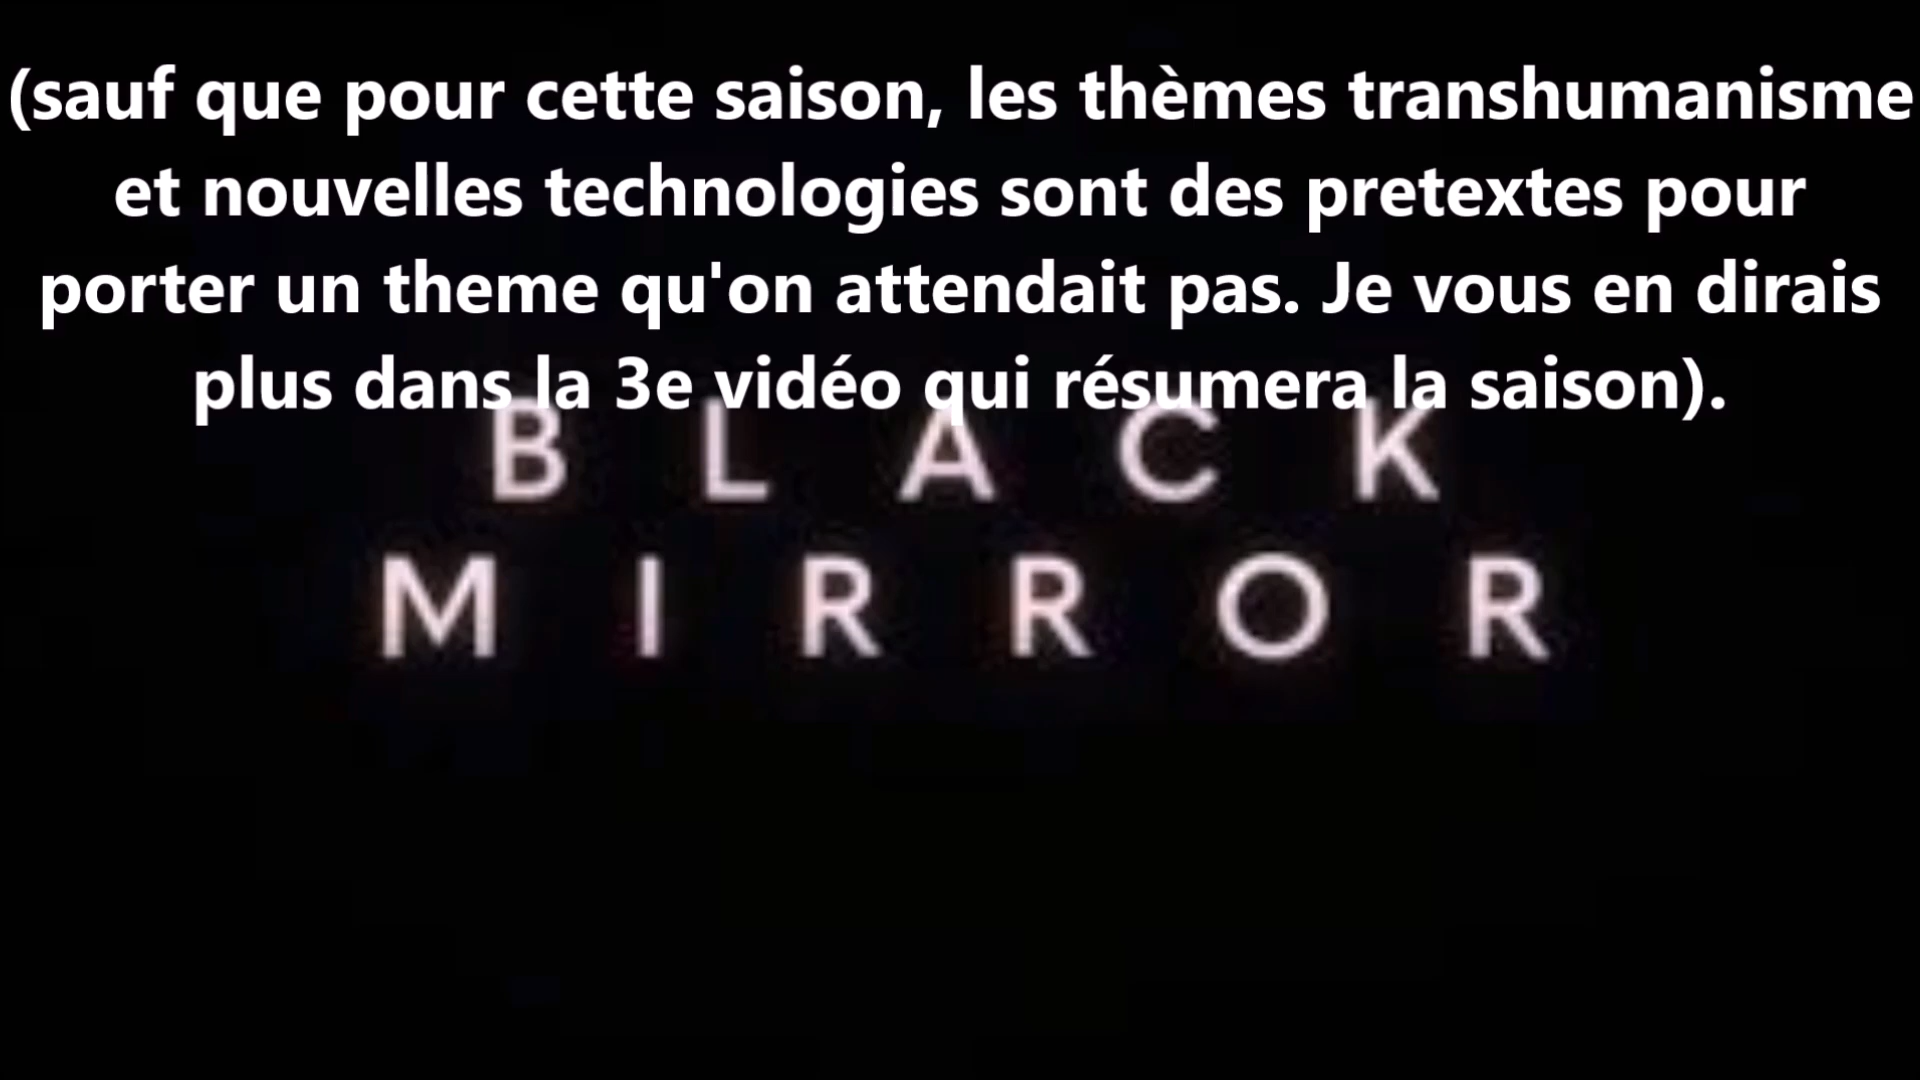 (sauf que pour cette saison, les thèmes transhumanisme
et nouvelles technologies sont des pretextes pour
porter un theme qu'on attendait pas. Je vous en dirais
plus dans la 3e vidéo qui résumera la saison).
BLACK
MIRROR